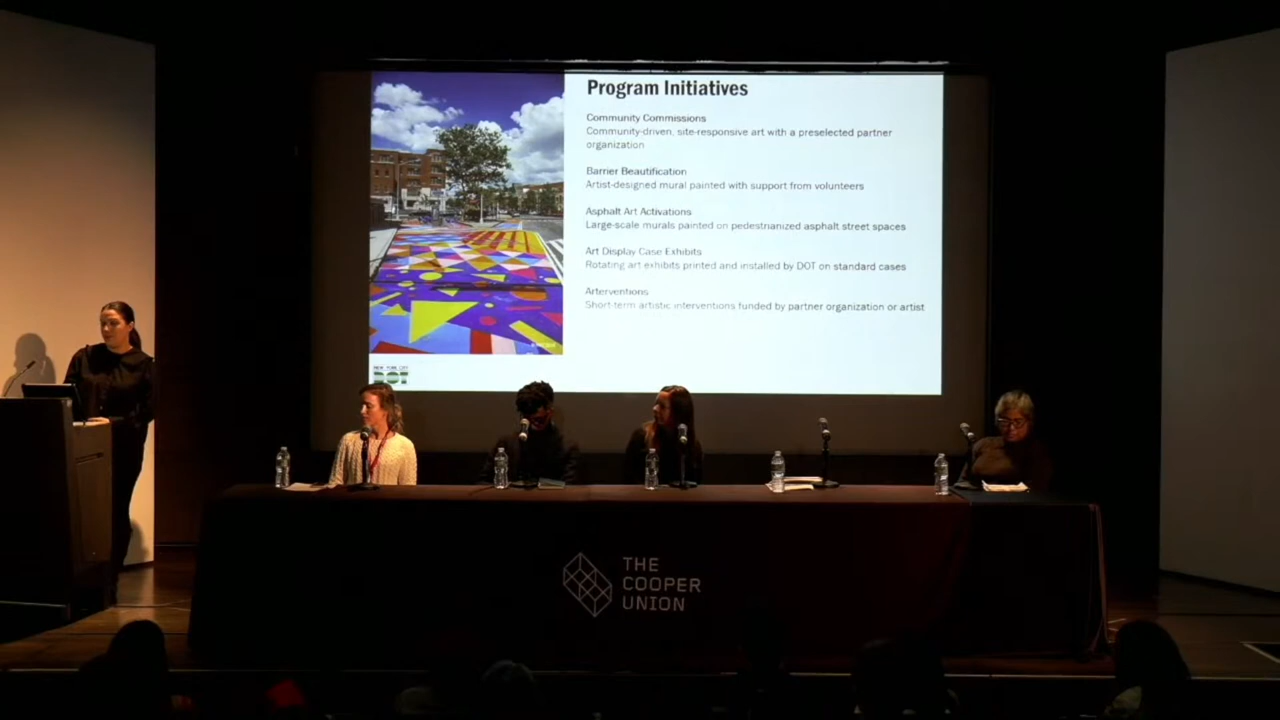 Program Initiatives
Community Commissions
Community-driven, site-responsive art with a preselected partner
organization
Barrier Beautification
Artist-designed mural painted with support from volunteers
Asphalt Art Activations
Large-scale murals painted on pedestrianized asphalt street spaces
Art Display Case Exhibits
Rotating art exhibits printed and installed by DOT on standard cases
Arterventions
Short-term artistic interventions funded by partner organization or artist
NEW YORK CITY
DOT
THE
COOPER
UNION